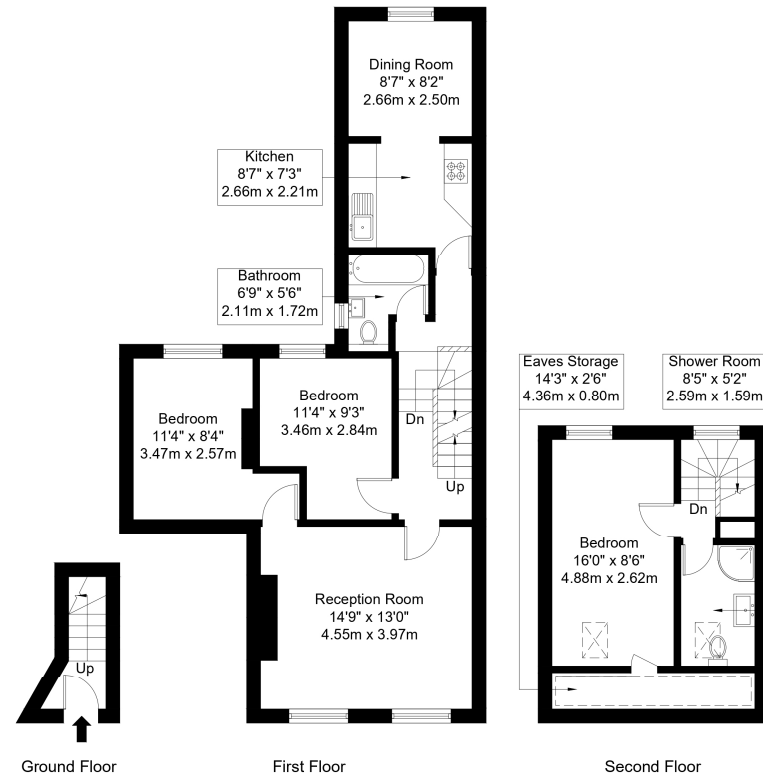 Dining Room
8'7" x 8'2"
2.66m x 2.50m
Kitchen
8'7" x 7'3"
2.66m x 2.21m
Bathroom
6'9" x 5'6"
2.11m x 1.72m
Bedroom
11'4" x 8'4"
3.47m x 2.57m
Bedroom
11'4" x 9'3"
3.46m x 2.84m
Dn
Up
Reception Room
14'9" x 13'0"
4.55m x 3.97m
Up
Eaves Storage
14'3" x 2'6"
4.36m x 0.80m
Shower Room
8'5" x 5'2"
2.59m x 1.59m
Dn
Bedroom
16'0" x 8'6"
4.88m x 2.62m
Ground Floor
First Floor
Second Floor